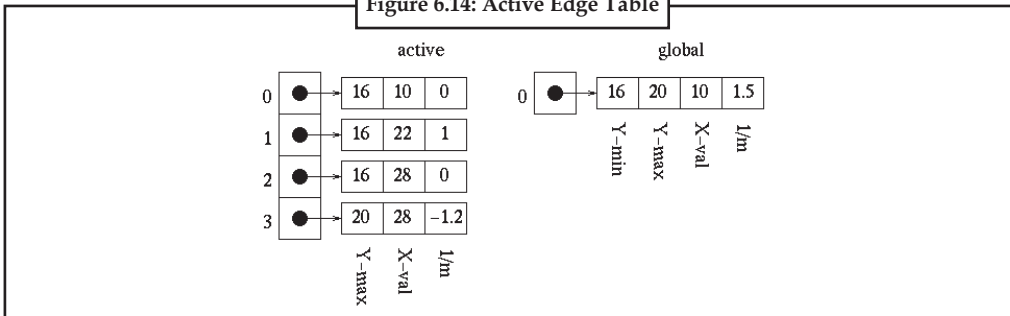 Figure 6.14: Active Edge Table
active
global
0 16 10 0
0 16 20 10 1.5
1 16 22 1
2 16 28 0
3 20 28 −1.2
Y−min Y−max X−val 1/m
Y−max X−val 1/m